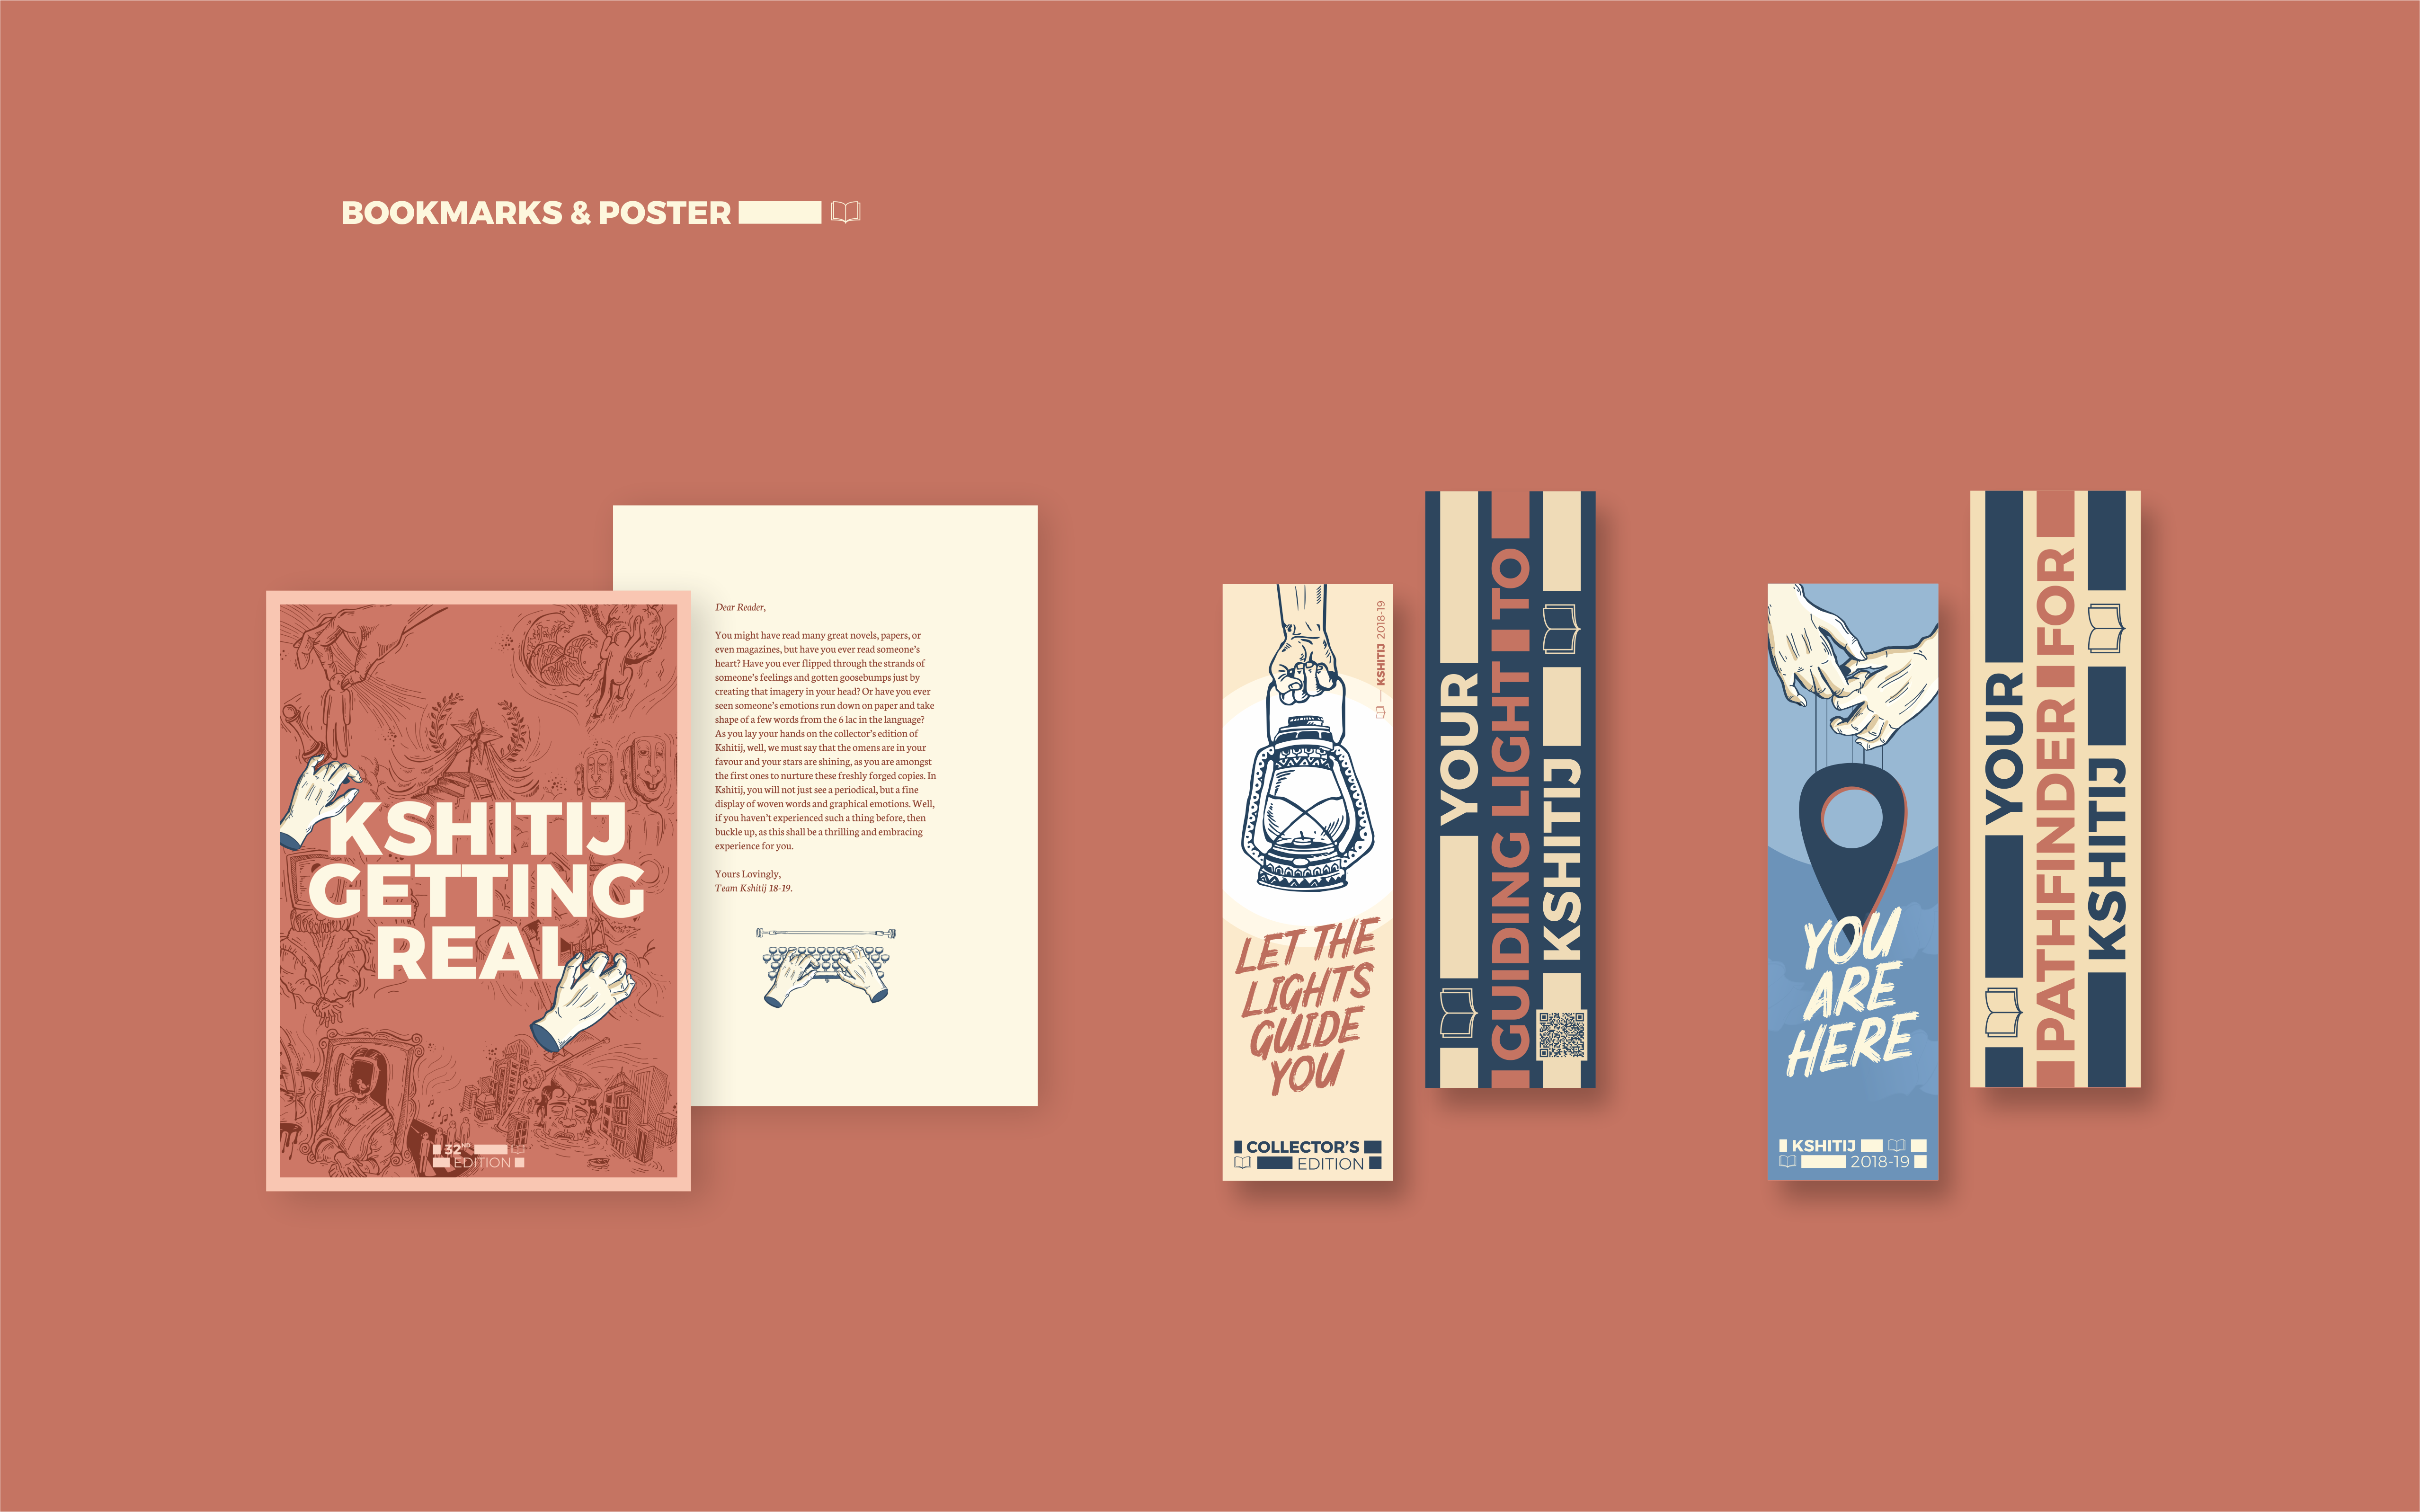 BOOKMARKS & POSTER
KSHITIJ
GETTING
REAL
32ND
EDITION
Dear Reader,
You might have read many great novels, papers, or
even magazines, but have you ever read someone's
heart? Have you ever flipped through the strands of
someone's feelings and gotten goosebumps just by
creating that imagery in your head? Or have you ever
seen someone's emotions run down on paper and take
shape of a few words from the 6 lac in the language?
As you lay your hands on the collector's edition of
Kshitij, well, we must say that the omens are in your
favour and your stars are shining, as you are amongst
the first ones to nurture these freshly forged copies. In
Kshitij, you will not just see a periodical, but a fine
display of woven words and graphical emotions. Well,
if you haven't experienced such a thing before, then
buckle up, as this shall be a thrilling and embracing
experience for you.
Yours Lovingly,
Team Kshitij 18-19.
KSHITIJ 2018-19
LET THE
LIGHTS
GUIDE
YOU
COLLECTOR'S
EDITION
YOUR
GUIDING LIGHT TO
KSHITIJ
YOU
ARE
HERE
KSHITIJ
2018-19
YOUR
PATHFINDER FOR
KSHITIJ